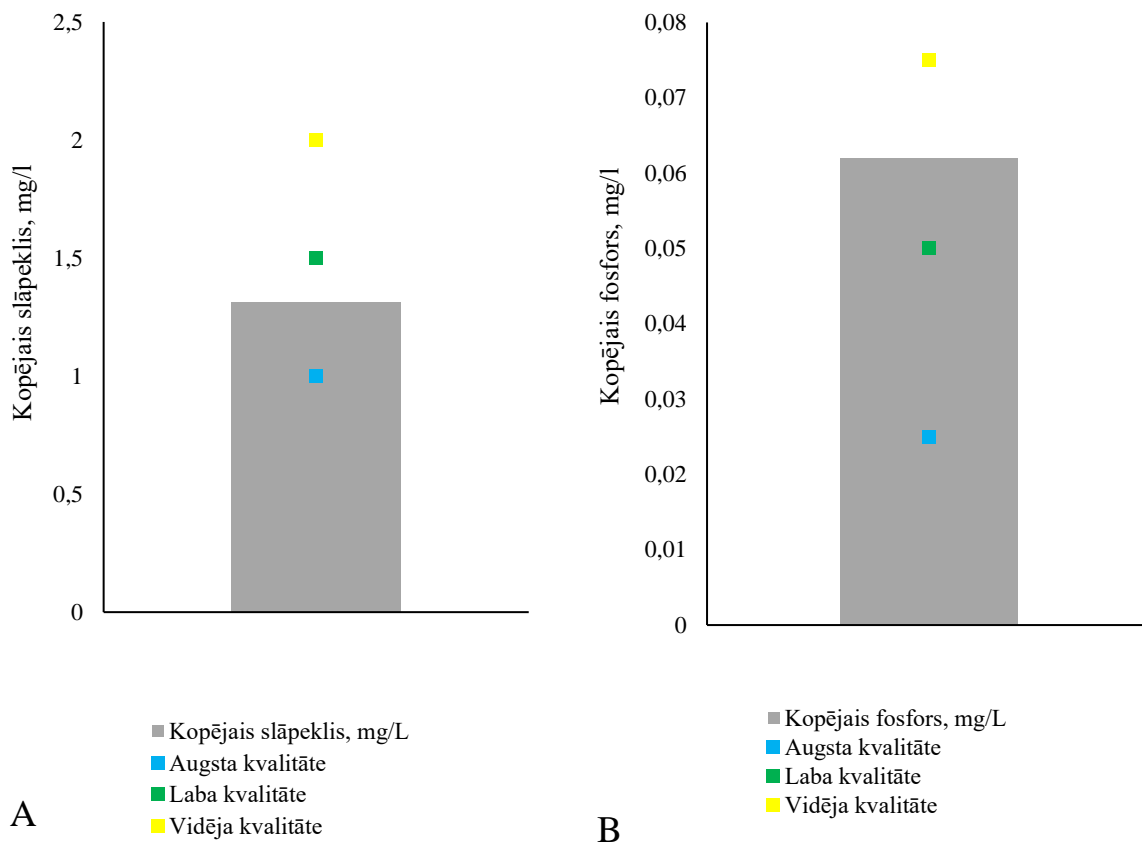 Kopējais slāpeklis, mg/l
2,5
2
1,5
1
0,5
0
Kopējais slāpeklis, mg/L
Augsta kvalitāte
Laba kvalitāte
Vidēja kvalitāte
A
Kopējais fosfors, mg/l
0,08
0,07
0,06
0,05
0,04
0,03
0,02
0,01
0
Kopējais fosfors, mg/L
Augsta kvalitāte
Laba kvalitāte
Vidēja kvalitāte
B